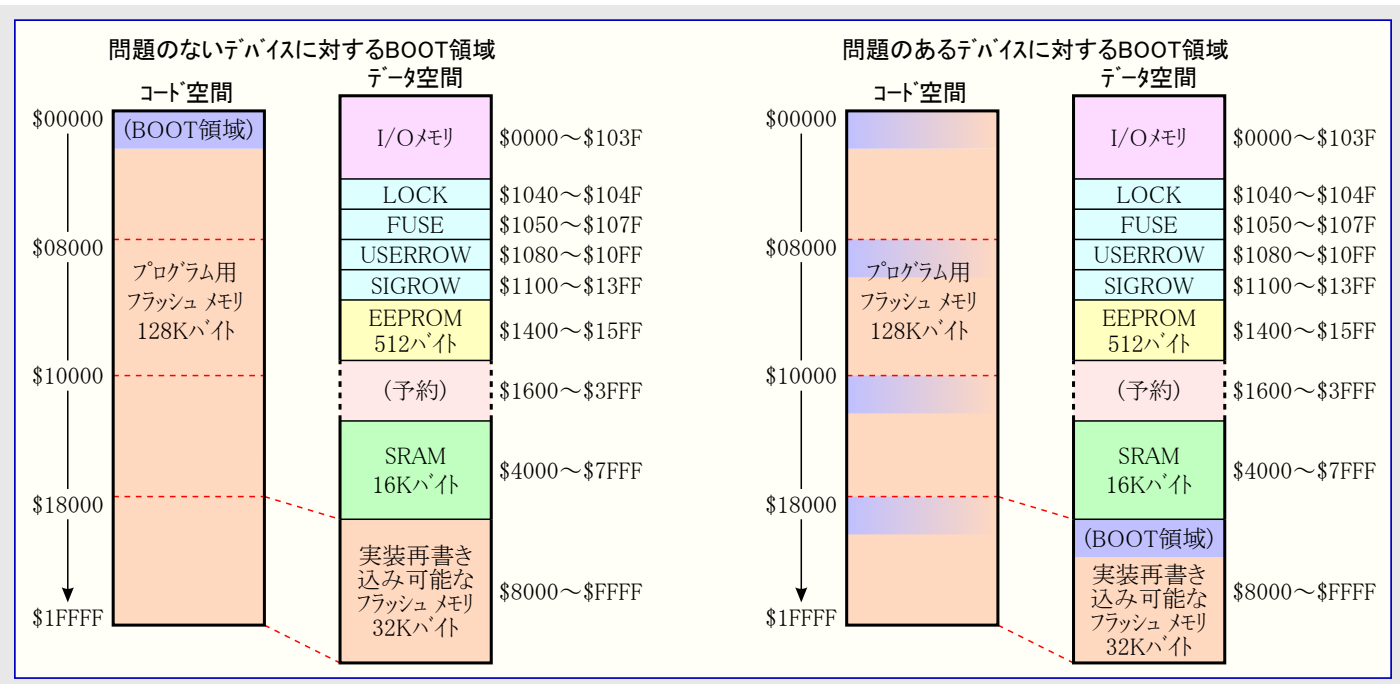 問題のないデバイスに対するBOOT領域
コード空間
データ空間
$00000
$08000
$10000
$18000
$1FFFF
(BOOT領域)
プログラム用
フラッシュ メモリ
128Kバイト
I/Oメモリ
$0000～$103F
LOCK
$1040～$104F
FUSE
$1050～$107F
USERROW
$1080～$10FF
SIGROW
$1100～$13FF
EEPROM
512バイト
$1400～$15FF
(予約)
$1600～$3FFF
SRAM
16Kバイト
$4000～$7FFF
実装再書き
込み可能な
フラッシュ メモリ
32Kバイト
$8000～$FFFF
問題のあるデバイスに対するBOOT領域
コード空間
データ空間
$00000
$08000
$10000
$18000
$1FFFF
プログラム用
フラッシュ メモリ
128Kバイト
I/Oメモリ
$0000～$103F
LOCK
$1040～$104F
FUSE
$1050～$107F
USERROW
$1080～$10FF
SIGROW
$1100～$13FF
EEPROM
512バイト
$1400～$15FF
(予約)
$1600～$3FFF
SRAM
16Kバイト
$4000～$7FFF
(BOOT領域)
実装再書き
込み可能な
フラッシュ メモリ
32Kバイト
$8000～$FFFF